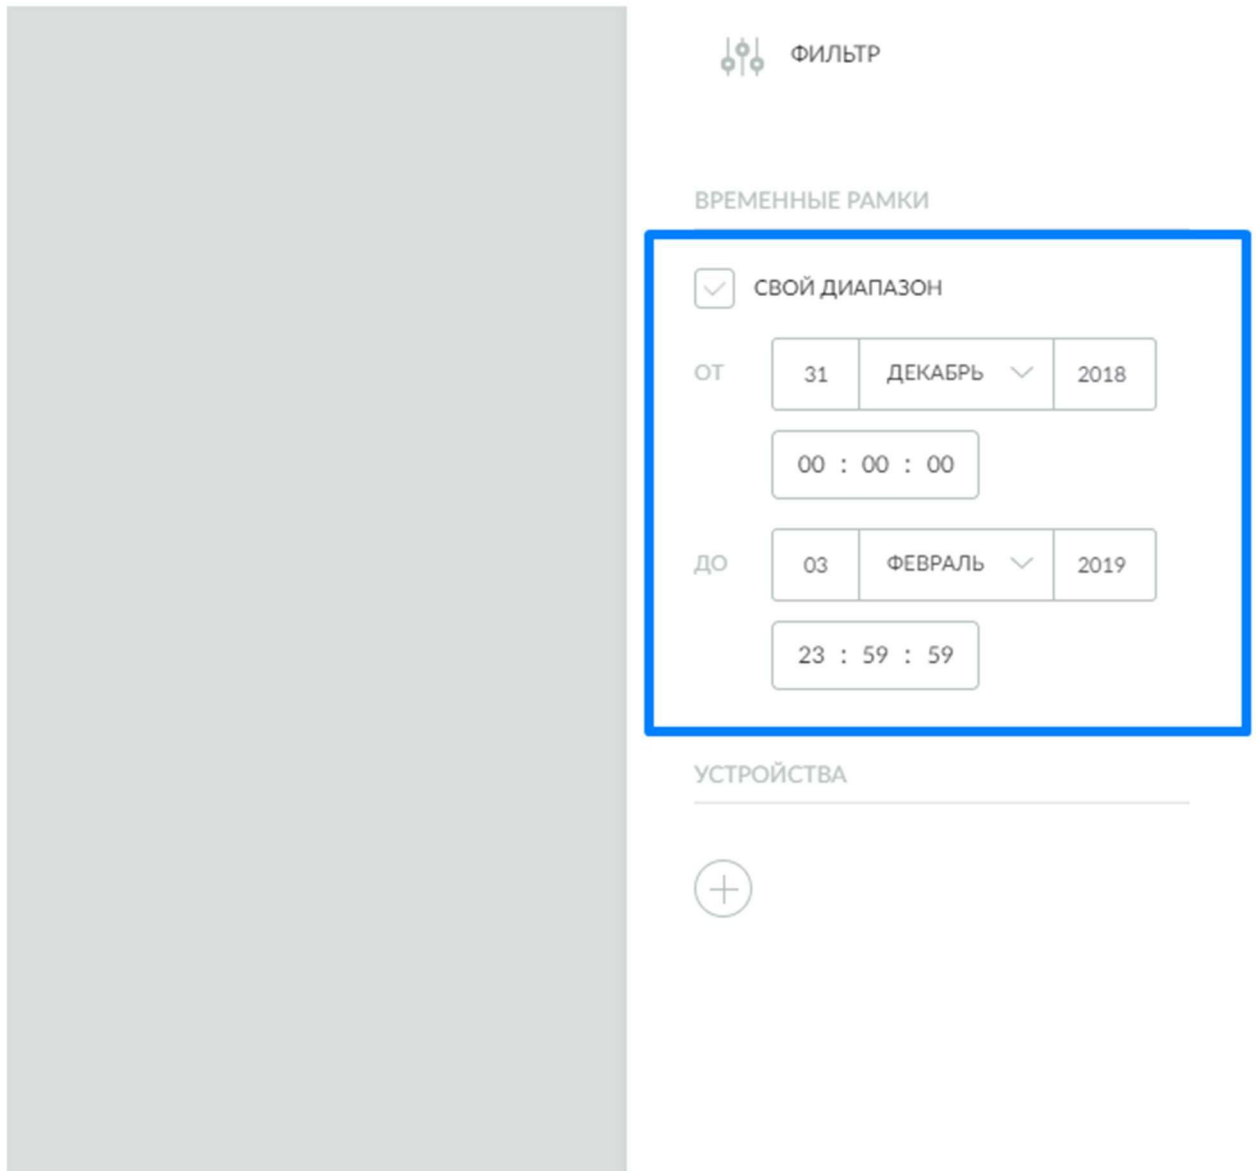 ФИЛЬТР
ВРЕМЕННЫЕ РАМКИ
СВОЙ ДИАПАЗОН
ОТ 31 ДЕКАБРЬ 2018
00 : 00 : 00
ДО 03 ФЕВРАЛЬ 2019
23 : 59 : 59
УСТРОЙСТВА